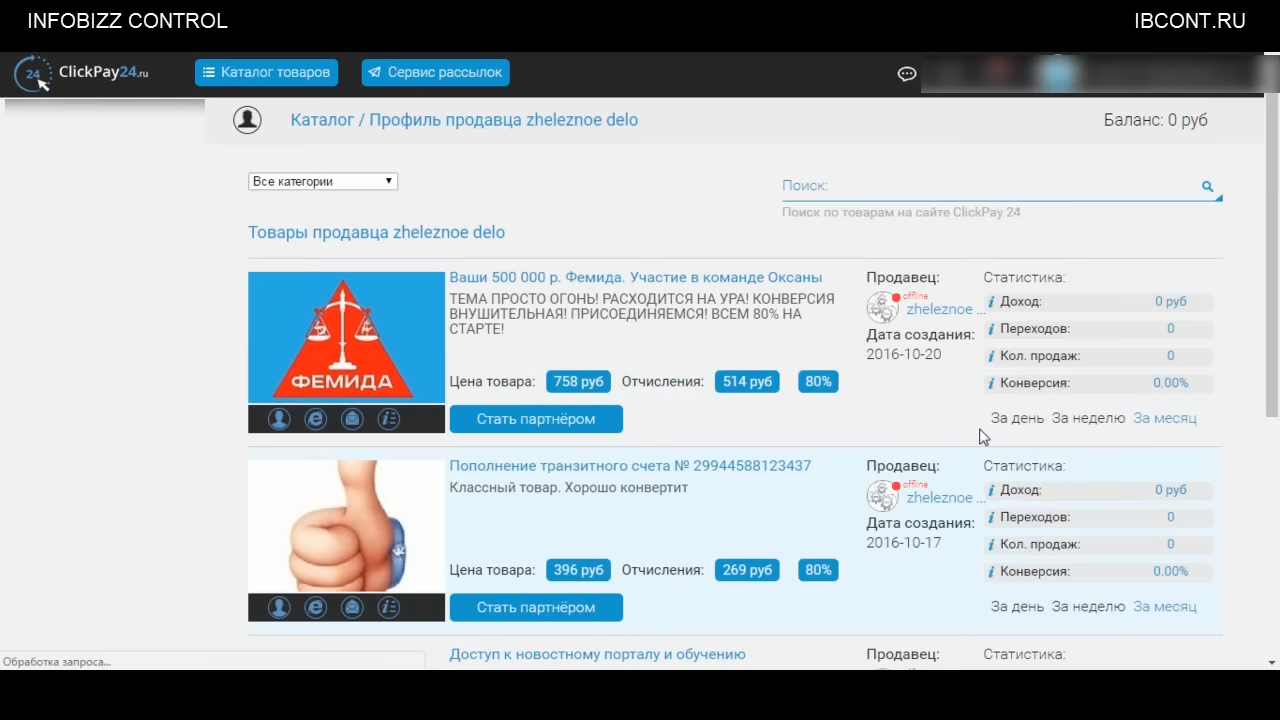 INFOBIZZ CONTROL
IBCONT.RU
24
ClickPay24.ru
Каталог товаров
Сервис рассылок
Каталог / Профиль продавца zheleznoe delo
Баланс: 0 руб
Все категории
Поиск:
Поиск по товарам на сайте ClickPay 24
Товары продавца zheleznoe delo
ФЕМИДА
Ваши 500 000 р. Фемида. Участие в команде Оксаны
ТЕМА ПРОСТО ОГОНЬ! РАСХОДИТСЯ НА УРА! КОНВЕРСИЯ
ВНУШИТЕЛЬНАЯ! ПРИСОЕДИНЯЕМСЯ! ВСЕМ 80% НА
СТАРТЕ!
Цена товара: 758 руб Отчисления: 514 руб 80%
Стать партнёром
Продавец:
offline
zheleznoe ...
Дата создания:
2016-10-20
Статистика:
Доход: 0 руб
Переходов: 0
Кол. продаж: 0
Конверсия: 0.00%
За день За неделю За месяц
Пополнение транзитного счета № 29944588123437
Классный товар. Хорошо конвертит
Цена товара: 396 руб Отчисления: 269 руб 80%
Стать партнёром
Продавец:
offline
zheleznoe ...
Дата создания:
2016-10-17
Статистика:
Доход: 0 руб
Переходов: 0
Кол. продаж: 0
Конверсия: 0.00%
За день За неделю За месяц
Доступ к новостному порталу и обучению
Продавец:
Статистика:
Обработка запроса...